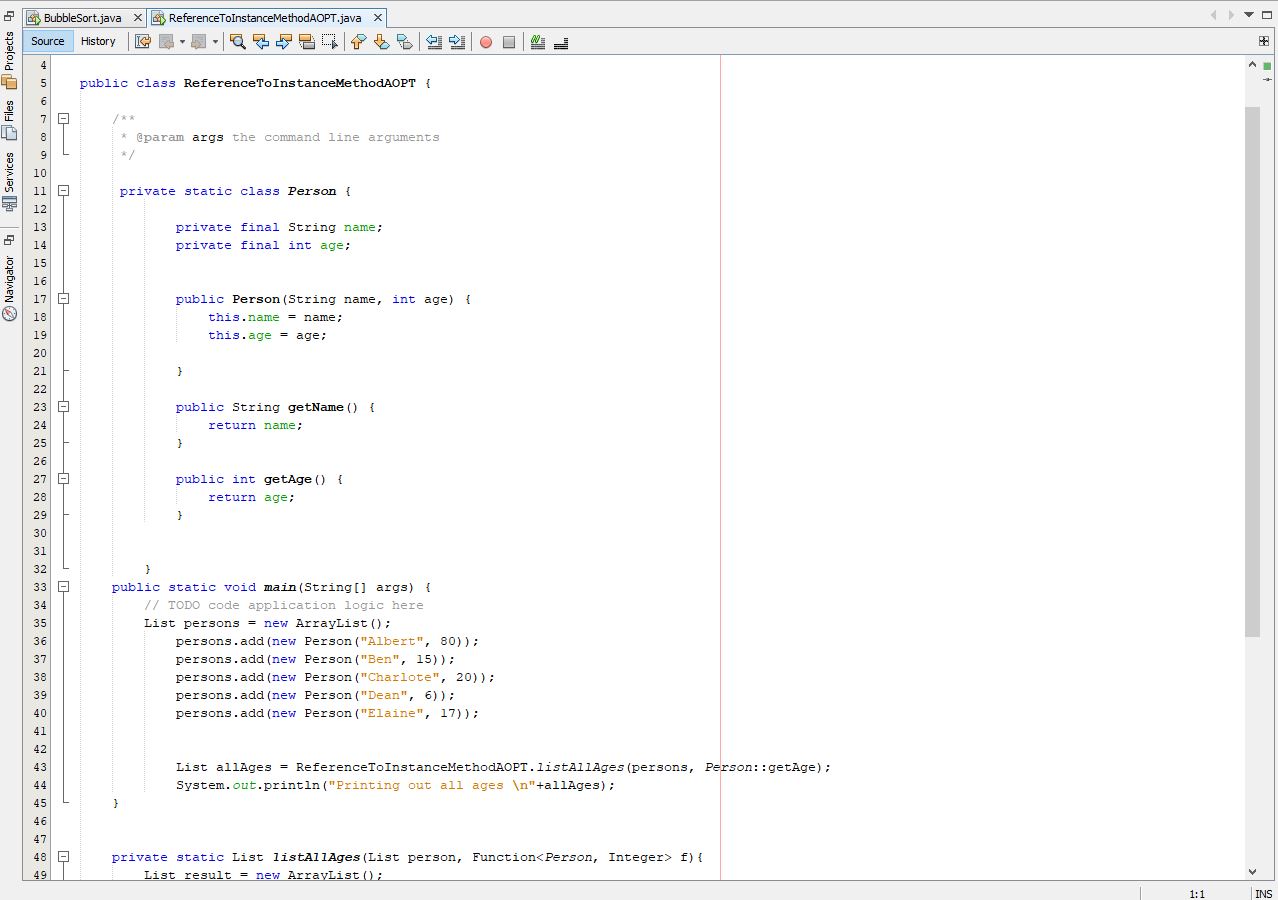 BubbleSort.java
ReferenceToInstanceMethodAOPT.java
Source History
Projects
Files
Services
Navigator
4
5 public class ReferenceToInstanceMethodAOPT {
6
7 /**
8 * @param args the command line arguments
9 */
10
11 private static class Person {
12
13 private final String name;
14 private final int age;
15
16
17 public Person(String name, int age) {
18 this.name = name;
19 this.age = age;
20
21 }
22
23 public String getName() {
24 return name;
25 }
26
27 public int getAge() {
28 return age;
29 }
30
31
32 }
33 public static void main(String[] args) {
34 // TODO code application logic here
35 List persons = new ArrayList();
36 persons.add(new Person("Albert", 80));
37 persons.add(new Person("Ben", 15));
38 persons.add(new Person("Charlote", 20));
39 persons.add(new Person("Dean", 6));
40 persons.add(new Person("Elaine", 17));
41
42
43 List allAges = ReferenceToInstanceMethodAOPT.listAllAges(persons, Person::getAge);
44 System.out.println("Printing out all ages \n"+allAges);
45 }
46
47
48 private static List listAllAges(List person, Function<Person, Integer> f){
49 List result = new ArrayList();
1:1 INS